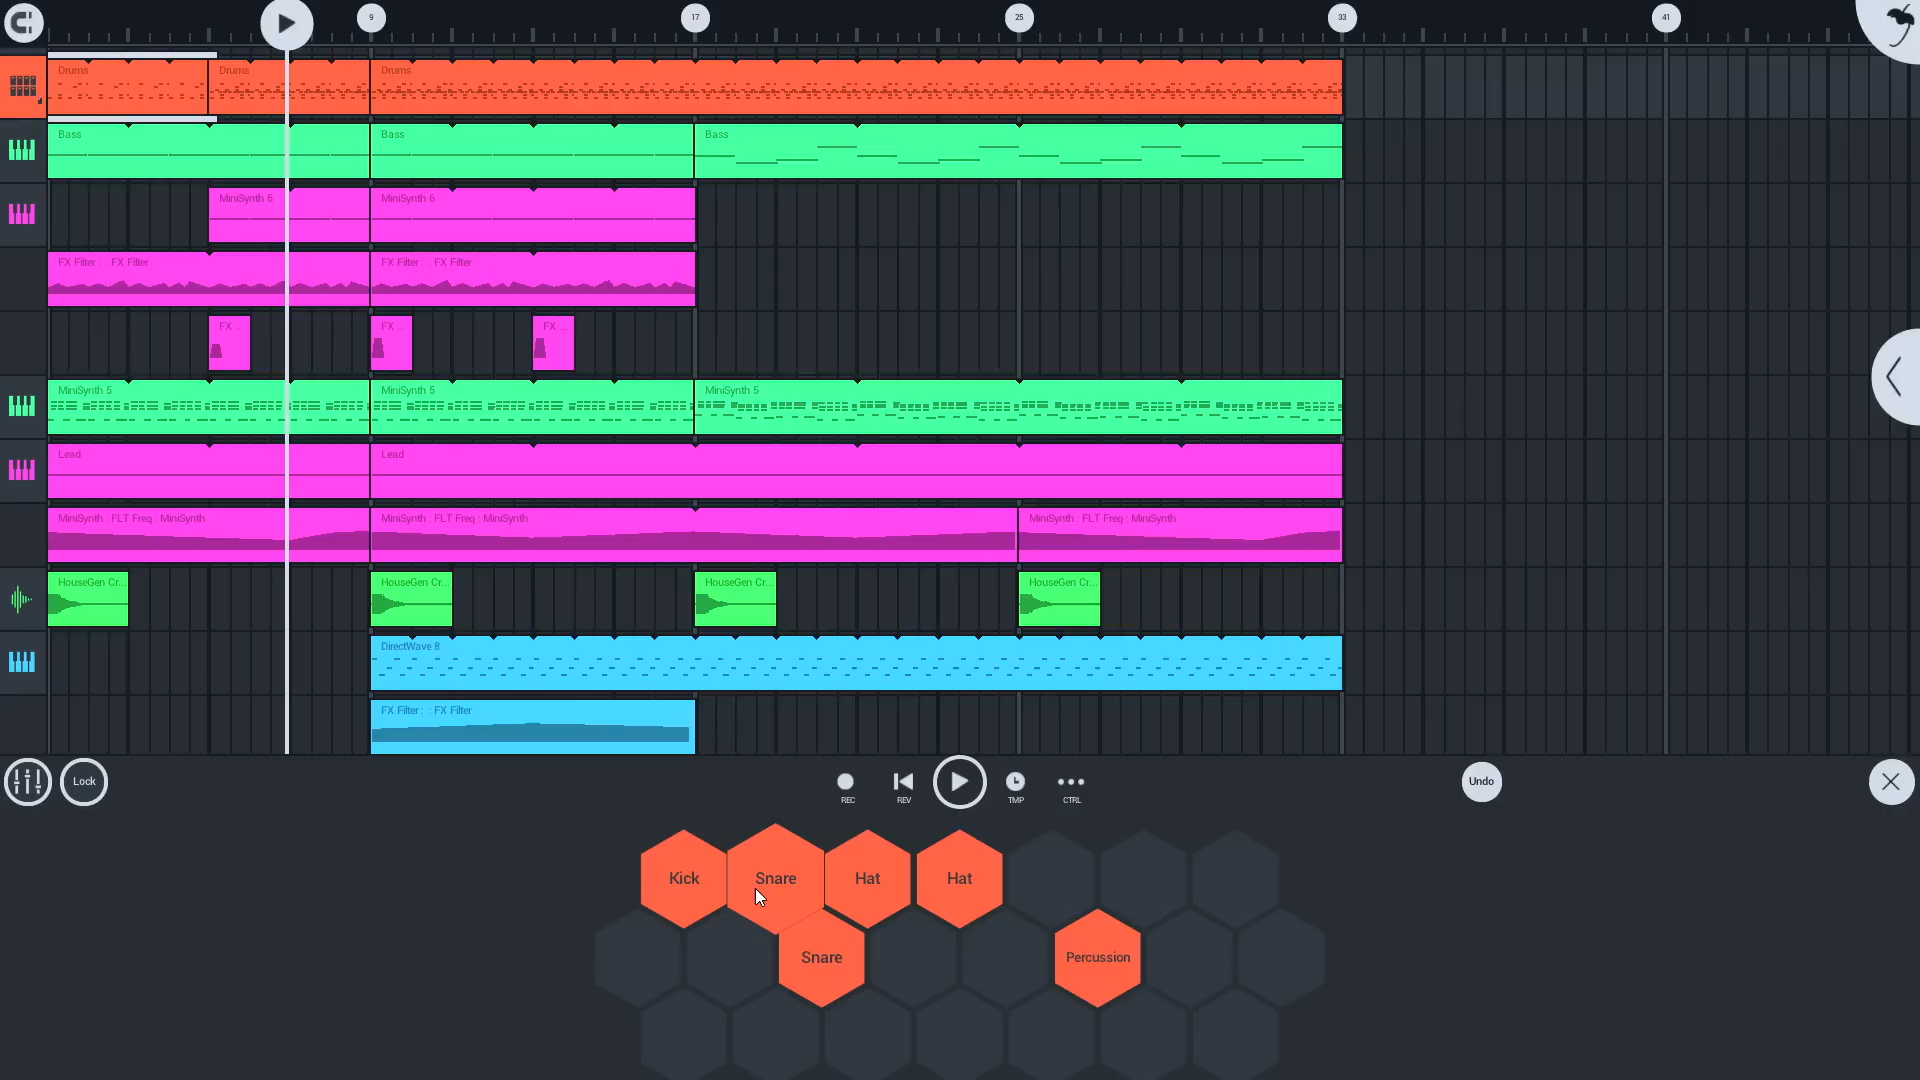 9 17 25 33 41
Drums Drums Drums
Bass Bass Bass
MiniSynth 6 MiniSynth 6
FX Filter : : FX Filter FX Filter : : FX Filter
FX .. FX ... FX ...
MiniSynth 5 MiniSynth 5 MiniSynth 5
Lead Lead
MiniSynth : FLT Freq : MiniSynth MiniSynth : FLT Freq : MiniSynth MiniSynth : FLT Freq : MiniSynth
HouseGen Cr... HouseGen Cr... HouseGen Cr... HouseGen Cr...
DirectWave 8
FX Filter : : FX Filter
Lock Undo
REC REV TMP CTRL
Kick Snare Hat Hat
Snare Percussion